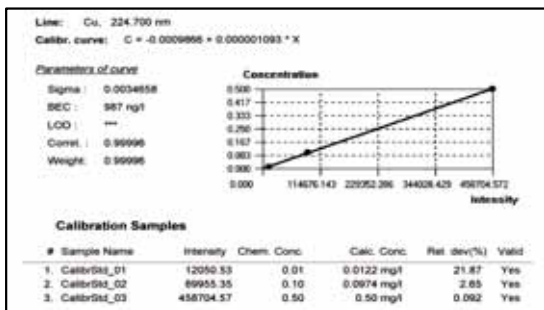 Line: Cu, 224.700 nm
Calibr. curve: C = -0.0009866 + 0.000001093 * X
Parameters of curve
Sigma : 0.0034658
BEC : 987 ng/l
LOD : ***
Correl. : 0.99996
Weight: 0.99996
Concentration
0.500
0.417
0.333
0.250
0.167
0.083
0.000
0.000 114676.143 229352.286 344028.429 458704.572
Intensity
Calibration Samples
# Sample Name Intensity Chem. Conc. Calc. Conc. Rel. dev(%) Valid
1. CalibrStd_01 12050.53 0.01 0.0122 mg/l 21.87 Yes
2. CalibrStd_02 89955.35 0.10 0.0974 mg/l 2.65 Yes
3. CalibrStd_03 458704.57 0.50 0.50 mg/l 0.092 Yes